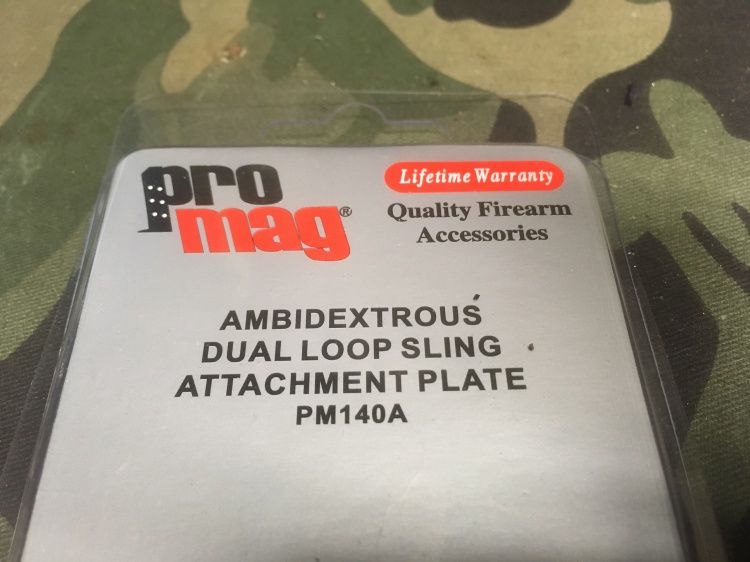 pro
mag®
Lifetime Warranty
Quality Firearm
Accessories
AMBIDEXTROUS
DUAL LOOP SLING
ATTACHMENT PLATE
PM140A